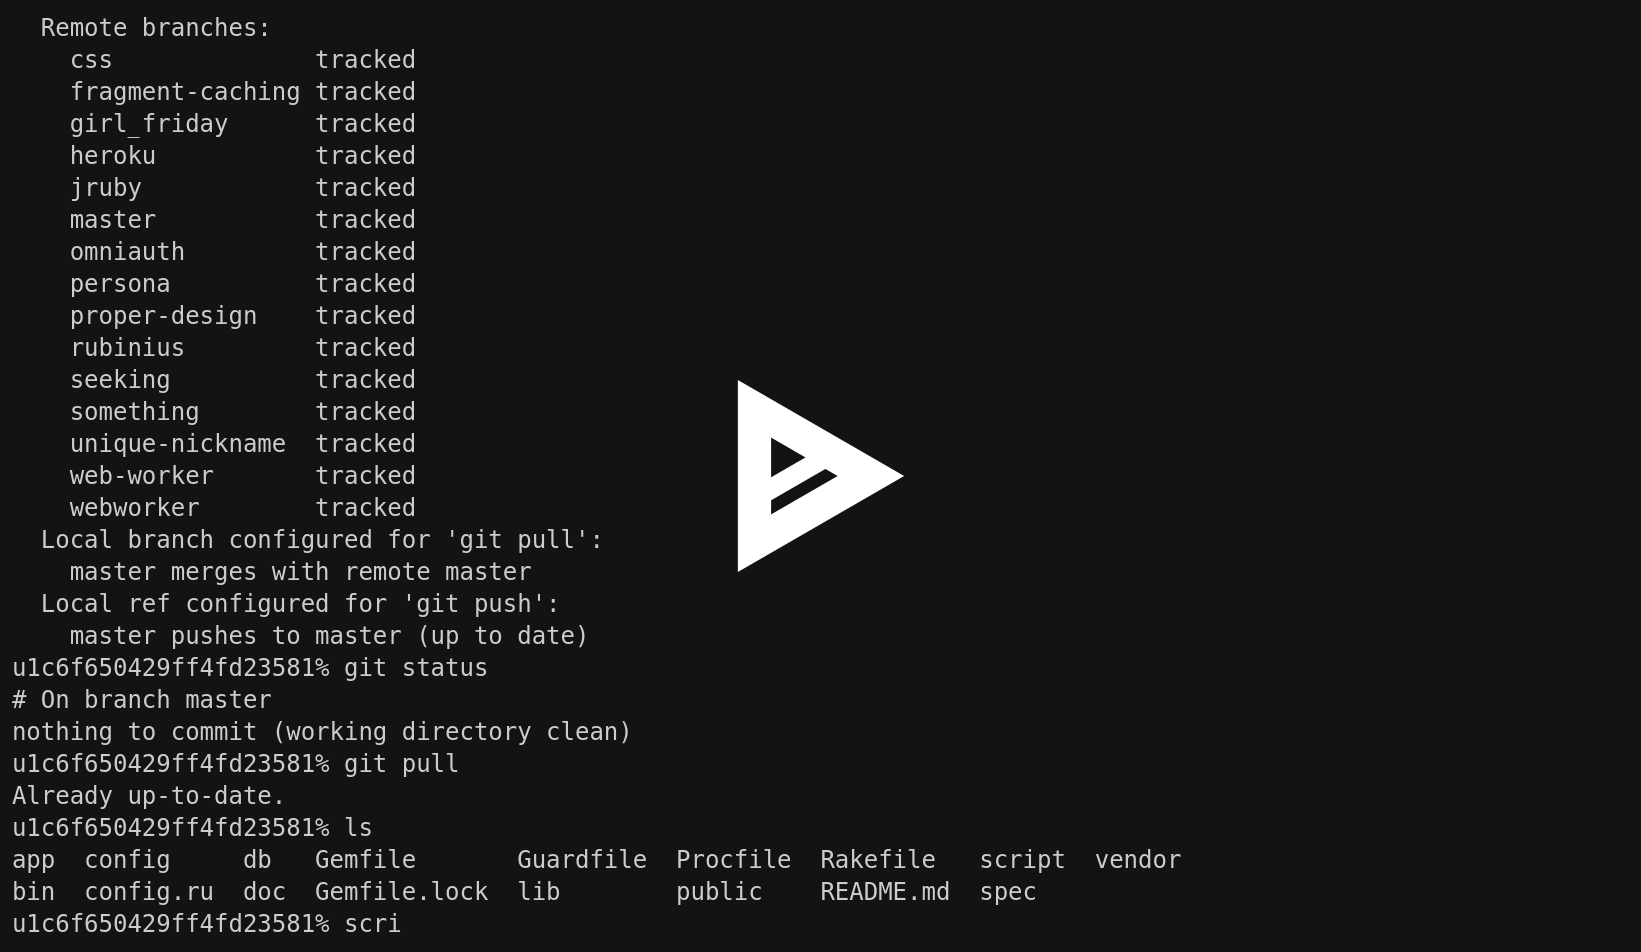 Remote branches:
css tracked
fragment-caching tracked
girl_friday tracked
heroku tracked
jruby tracked
master tracked
omniauth tracked
persona tracked
proper-design tracked
rubinius tracked
seeking tracked
something tracked
unique-nickname tracked
web-worker tracked
webworker tracked
Local branch configured for 'git pull':
master merges with remote master
Local ref configured for 'git push':
master pushes to master (up to date)
u1c6f650429ff4fd23581% git status
# On branch master
nothing to commit (working directory clean)
u1c6f650429ff4fd23581% git pull
Already up-to-date.
u1c6f650429ff4fd23581% ls
app config db Gemfile Guardfile Procfile Rakefile script vendor
bin config.ru doc Gemfile.lock lib public README.md spec
u1c6f650429ff4fd23581% scri